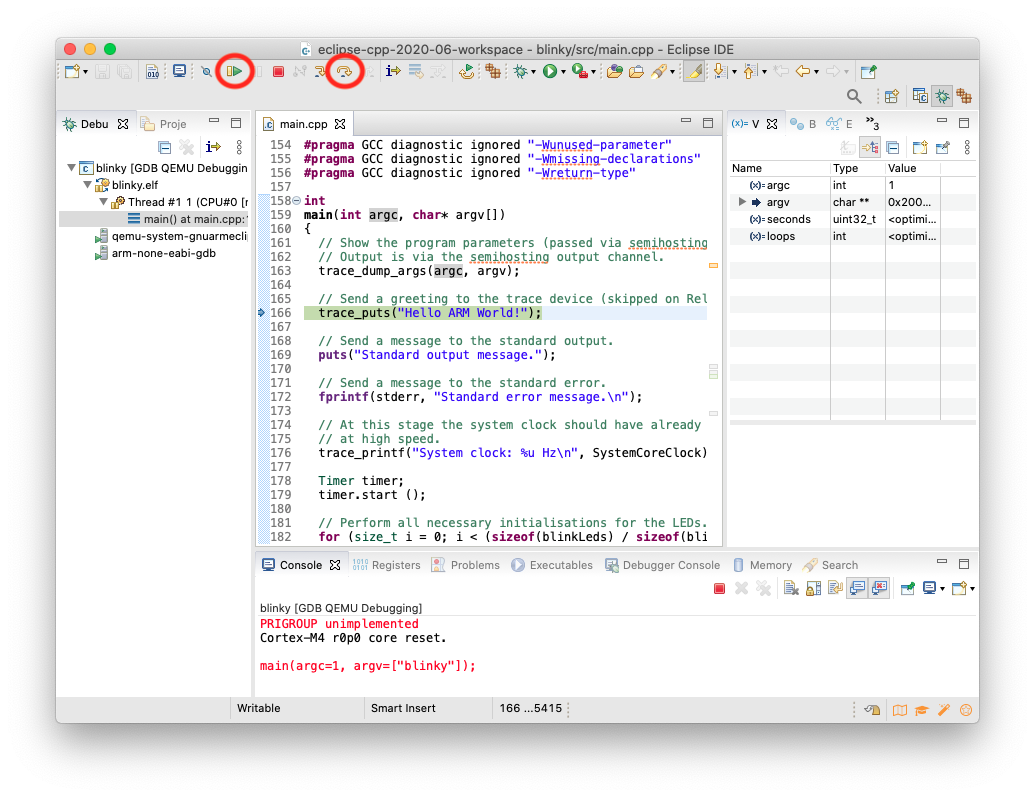 eclipse-cpp-2020-06-workspace - blinky/src/main.cpp - Eclipse IDE
Debu
Proje
blinky [GDB QEMU Debuggin
blinky.elf
Thread #1 1 (CPU#0 [r
main() at main.cpp:1
qemu-system-gnuarmecli
arm-none-eabi-gdb
main.cpp
154 #pragma GCC diagnostic ignored "-Wunused-parameter"
155 #pragma GCC diagnostic ignored "-Wmissing-declarations"
156 #pragma GCC diagnostic ignored "-Wreturn-type"
157
158 int
159 main(int argc, char* argv[])
160 {
161 // Show the program parameters (passed via semihosting
162 // Output is via the semihosting output channel.
163 trace_dump_args(argc, argv);
164
165 // Send a greeting to the trace device (skipped on Rel
166 trace_puts("Hello ARM World!");
167
168 // Send a message to the standard output.
169 puts("Standard output message.");
170
171 // Send a message to the standard error.
172 fprintf(stderr, "Standard error message.\n");
173
174 // At this stage the system clock should have already
175 // at high speed.
176 trace_printf("System clock: %u Hz\n", SystemCoreClock)
177
178 Timer timer;
179 timer.start ();
180
181 // Perform all necessary initialisations for the LEDs.
182 for (size_t i = 0; i < (sizeof(blinkLeds) / sizeof(bli
(x)= V
B
E
»3
Name Type Value
(x)= argc int 1
argv char ** 0x200...
(x)= seconds uint32_t <optimi...
(x)= loops int <optimi...
Console
Registers
Problems
Executables
Debugger Console
Memory
Search
blinky [GDB QEMU Debugging]
PRIGROUP unimplemented
Cortex-M4 r0p0 core reset.
main(argc=1, argv=["blinky"]);
Writable
Smart Insert
166 ...5415